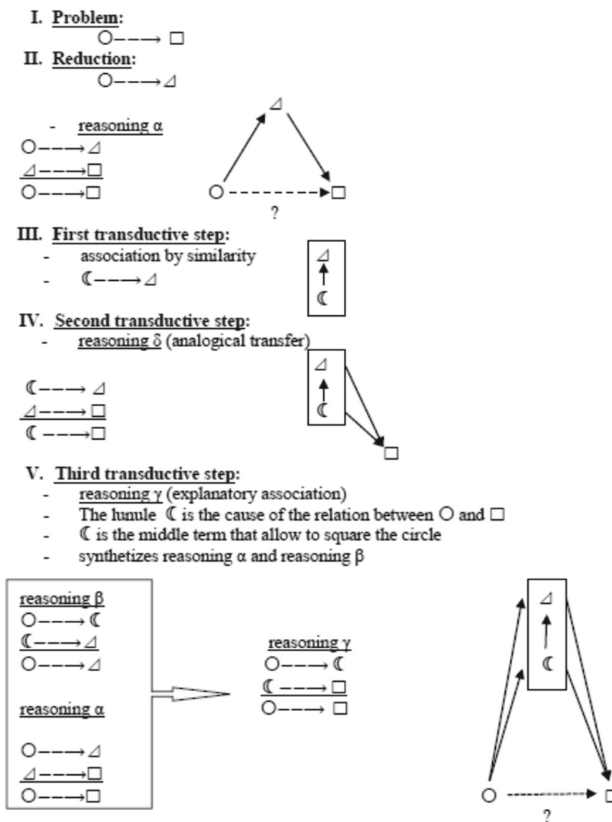 I. Problem:
○---→ □
II. Reduction:
○---→⊿
- reasoning α
○---→⊿
⊿---→□
○---→□
⊿
○ □
?
III. First transductive step:
- association by similarity
- ☾---→⊿
⊿
☾
IV. Second transductive step:
- reasoning δ (analogical transfer)
☾---→ ⊿
⊿---→□
☾ ---→□
⊿
☾
□
V. Third transductive step:
- reasoning γ (explanatory association)
- The lunule ☾ is the cause of the relation between ○ and □
- ☾ is the middle term that allow to square the circle
- synthetizes reasoning α and reasoning β
reasoning β
○---→☾
☾---→⊿
○---→⊿
reasoning α
○---→⊿
⊿---→□
○---→□
reasoning γ
○---→ ☾
☾ ---→ □
○---→ □
⊿
☾
○ □
?